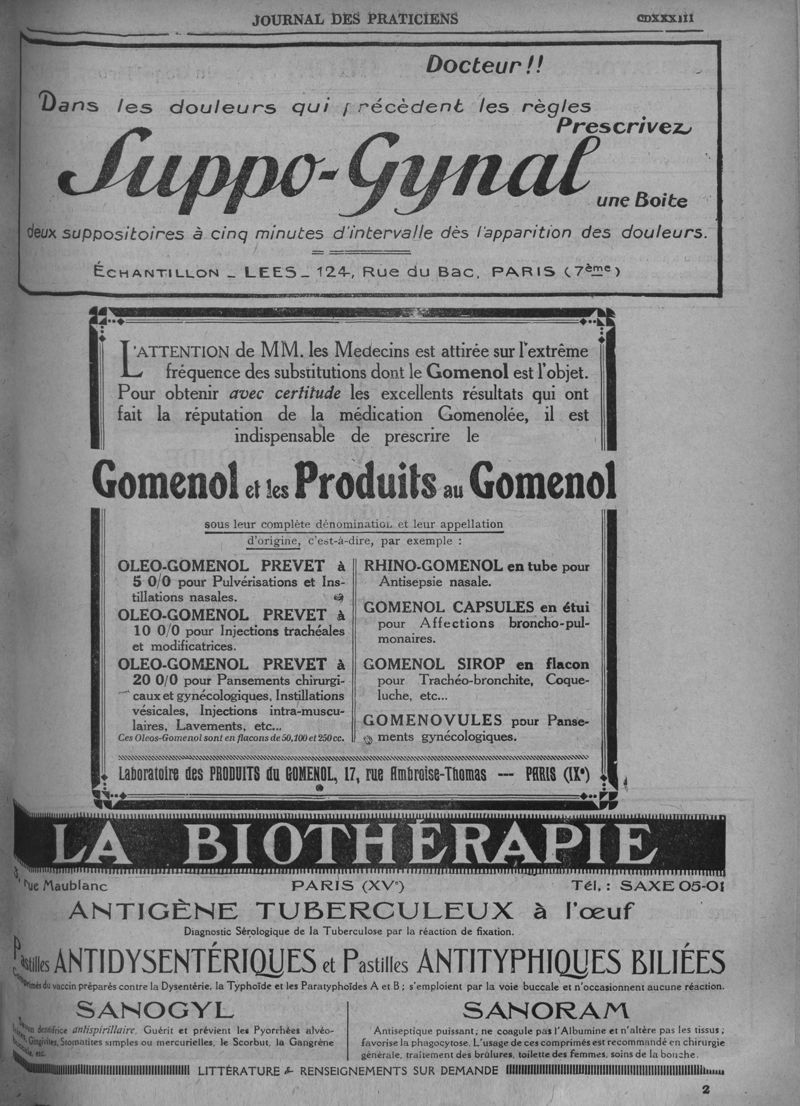 JOURNAL DES PRATICIENS CDXXXIII
Docteur!!
Dans les douleurs qui précèdent les règles
Prescrivez
Suppo-Gynal
une Boite
deux suppositoires à cinq minutes d'intervalle dès l'apparition des douleurs.
ÉCHANTILLON _ LEES _ 124, Rue du Bac, PARIS (7ème)
L'ATTENTION de MM. les Medecins est attirée sur l'extrême
fréquence des substitutions dont le Gomenol est l'objet.
Pour obtenir avec certitude les excellents résultats qui ont
fait la réputation de la médication Gomenolée, il est
indispensable de prescrire le
Gomenol et les Produits au Gomenol
sous leur complète dénomination et leur appellation
d'origine, c'est-à-dire, par exemple :
OLEO-GOMENOL PREVET à
5 0/0 pour Pulvérisations et Ins-
tillations nasales.
OLEO-GOMENOL PREVET à
10 0/0 pour Injections trachéales
et modificatrices.
OLEO-GOMENOL PREVET à
20 0/0 pour Pansements chirurgi-
caux et gynécologiques, Instillations
vésicales, Injections intra-muscu-
laires, Lavements, etc...
Ces Oleos-Gomenol sont en flacons de 50, 100 et 250 cc.
RHINO-GOMENOL en tube pour
Antisepsie nasale.
GOMENOL CAPSULES en étui
pour Affections broncho-pul-
monaires.
GOMENOL SIROP en flacon
pour Trachéo-bronchite, Coque-
luche, etc...
GOMENOVULES pour Panse-
ments gynécologiques.
Laboratoire des PRODUITS du GOMENOL, 17, rue Ambroise-Thomas — PARIS (IXe)
LA BIOTHÉRAPIE
rue Maublanc PARIS (XVe) Tél. : SAXE 05-01
ANTIGÈNE TUBERCULEUX à l'œuf
Diagnostic Sérologique de la Tuberculose par la réaction de fixation.
Pastilles ANTIDYSENTÉRIQUES et Pastilles ANTITYPHIQUES BILIÉES
du vaccin préparés contre la Dysentérie, la Typhoïde et les Paratyphoïdes A et B ; s'emploient par la voie buccale et n'occasionnent aucune réaction.
SANOGYL
dentifrice antispirillaire. Guérit et prévient les Pyorrhées alvéo-
Gingivites, Stomatites simples ou mercurielles, le Scorbut, la Gangrène
etc.
SANORAM
Antiseptique puissant; ne coagule pas l'Albumine et n'altère pas les tissus;
favorise la phagocytose. L'usage de ces comprimés est recommandé en chirurgie
générale, traitement des brûlures, toilette des femmes, soins de la bouche.
LITTÉRATURE & RENSEIGNEMENTS SUR DEMANDE
2